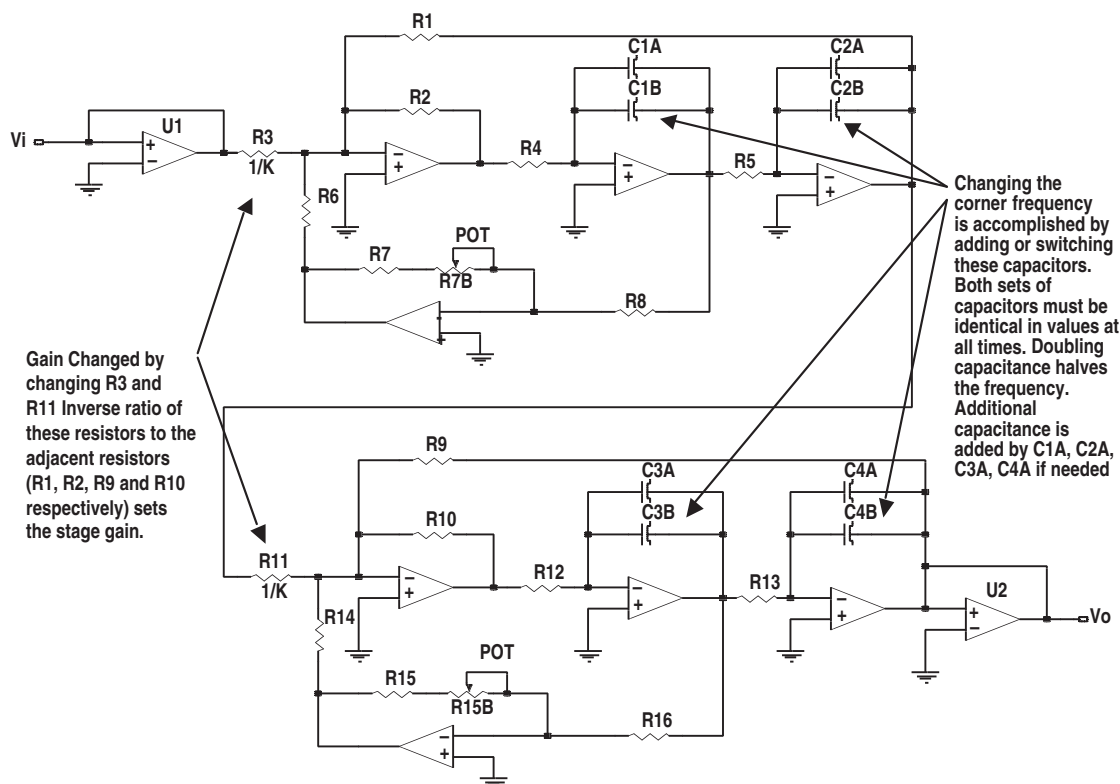 R1
C1A
C2A
C1B
C2B
R2
U1
Vi
R3
1/K
R4
R5
R6
POT
R7
R7B
R8
Changing the
corner frequency
is accomplished by
adding or switching
these capacitors.
Both sets of
capacitors must be
identical in values at
all times. Doubling
capacitance halves
the frequency.
Additional
capacitance is
added by C1A, C2A,
C3A, C4A if needed
Gain Changed by
changing R3 and
R11 Inverse ratio of
these resistors to the
adjacent resistors
(R1, R2, R9 and R10
respectively) sets
the stage gain.
R9
C3A
C4A
C3B
C4B
R10
R11
1/K
R12
R13
U2
Vo
R14
POT
R15
R15B
R16